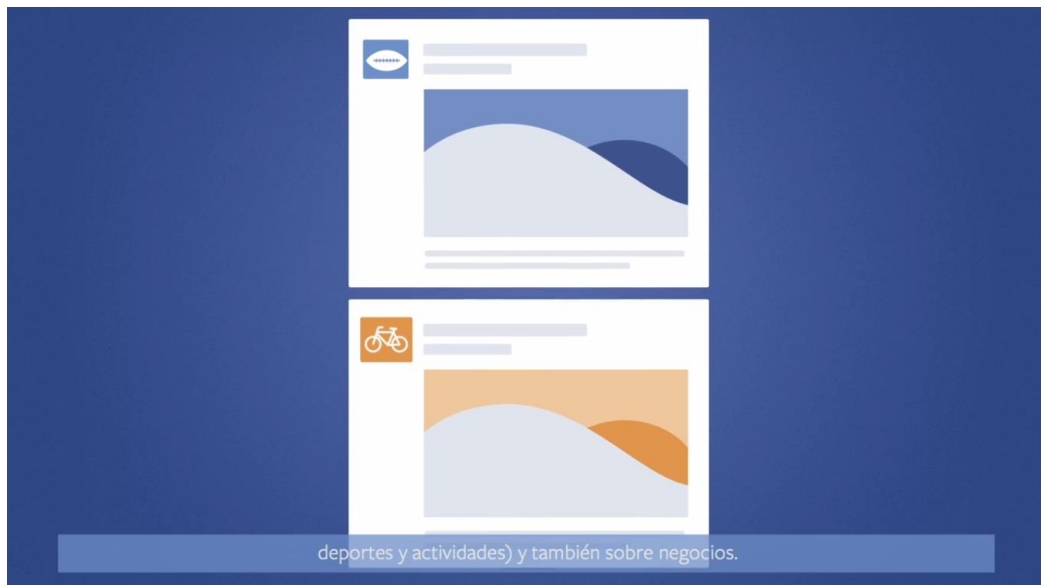 deportes y actividades) y también sobre negocios.